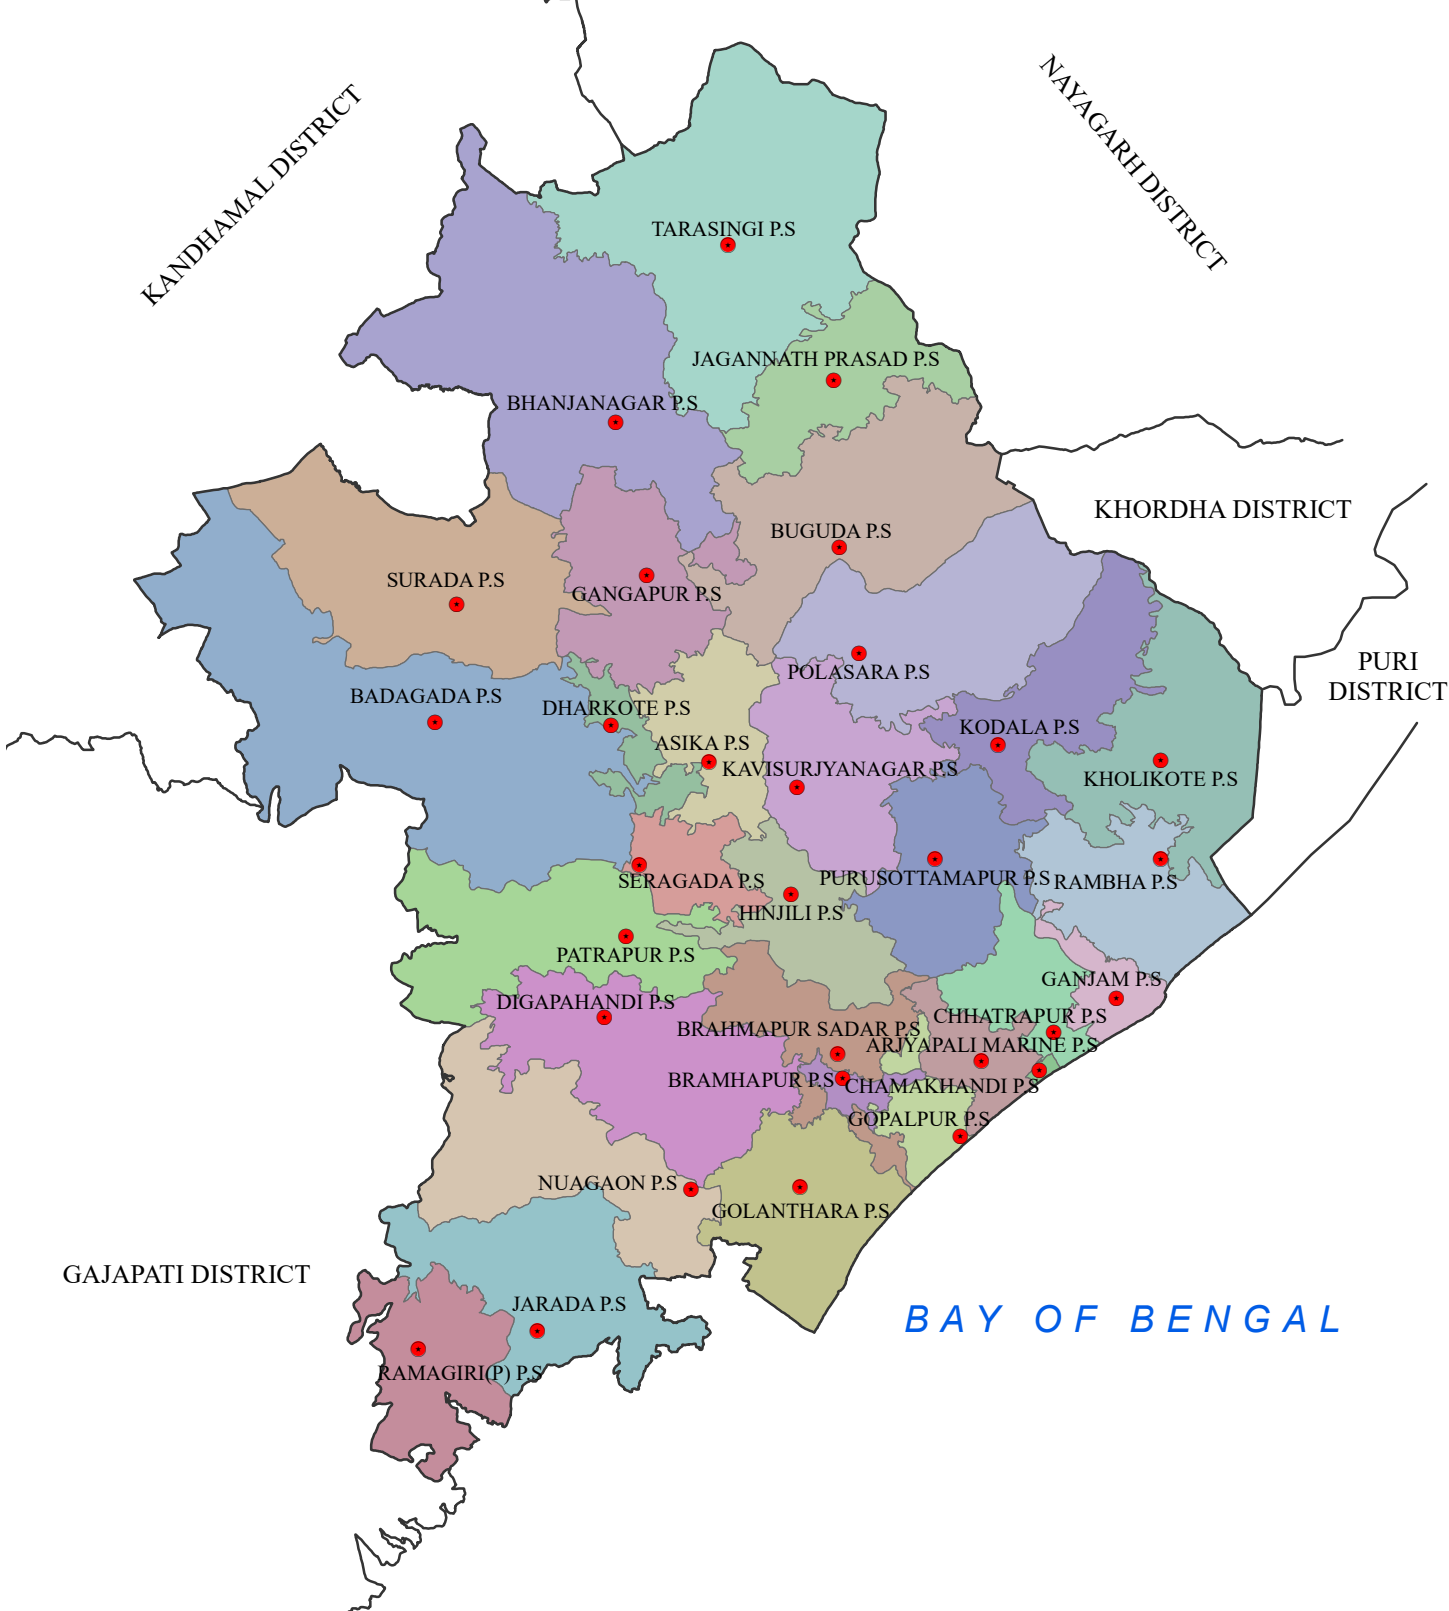 KANDHAMAL DISTRICT
NAYAGARH DISTRICT
TARASINGI P.S
JAGANNATH PRASAD P.S
BHANJANAGAR P.S
KHORDHA DISTRICT
BUGUDA P.S
SURADA P.S
GANGAPUR P.S
PURI
DISTRICT
POLASARA P.S
BADAGADA P.S
DHARKOTE P.S
KODALA P.S
ASIKA P.S
KAVISURJYANAGAR P.S
KHOLIKOTE P.S
SERAGADA P.S
PURUSOTTAMAPUR P.S
RAMBHA P.S
HINJILI P.S
PATRAPUR P.S
GANJAM P.S
DIGAPAHANDI P.S
CHHATRAPUR P.S
BRAHMAPUR SADAR P.S
ARJYAPALI MARINE P.S
BRAMHAPUR P.S
CHAMAKHANDI P.S
GOPALPUR P.S
NUAGAON P.S
GOLANTHARA P.S
GAJAPATI DISTRICT
JARADA P.S
BAY OF BENGAL
RAMAGIRI(P) P.S